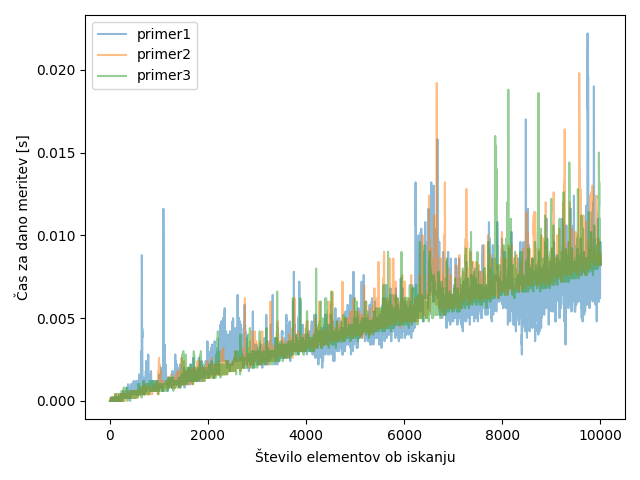 primer1
primer2
primer3
0.020
0.015
0.010
0.005
0.000
Čas za dano meritev [s]
0
2000
4000
6000
8000
10000
Število elementov ob iskanju